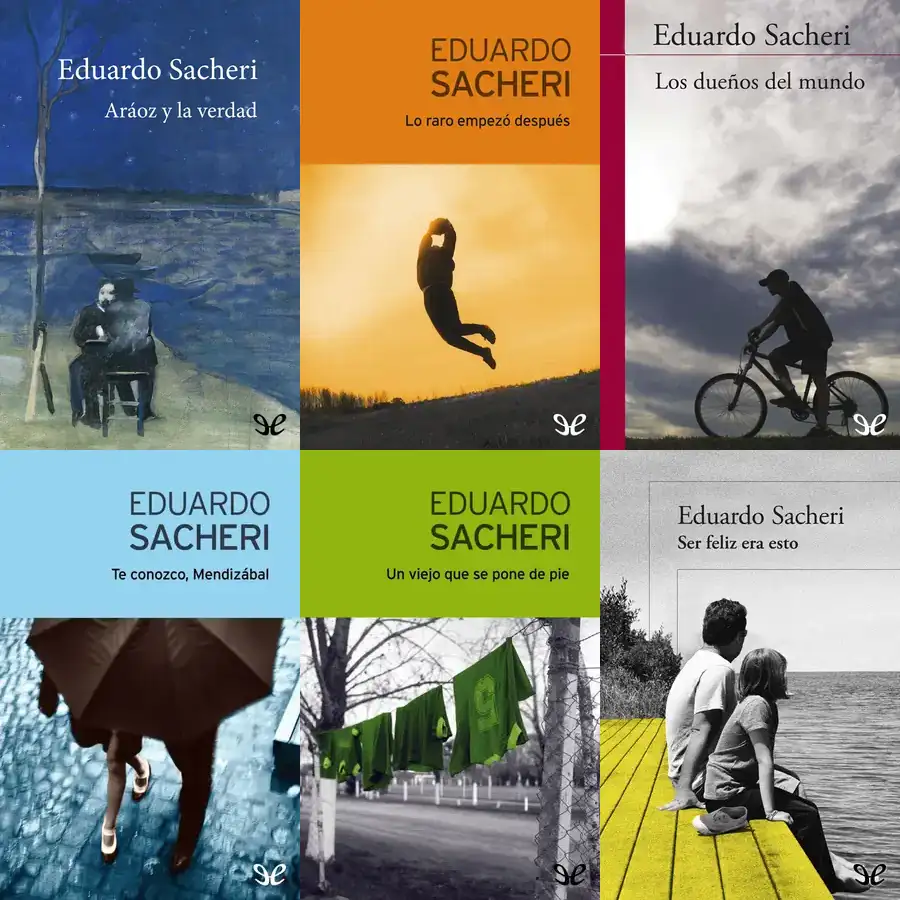 Eduardo Sacheri
Aráoz y la verdad
EDUARDO
SACHERI
Lo raro empezó después
Eduardo Sacheri
Los dueños del mundo
EDUARDO
SACHERI
Te conozco, Mendizábal
EDUARDO
SACHERI
Un viejo que se pone de pie
Eduardo Sacheri
Ser feliz era esto